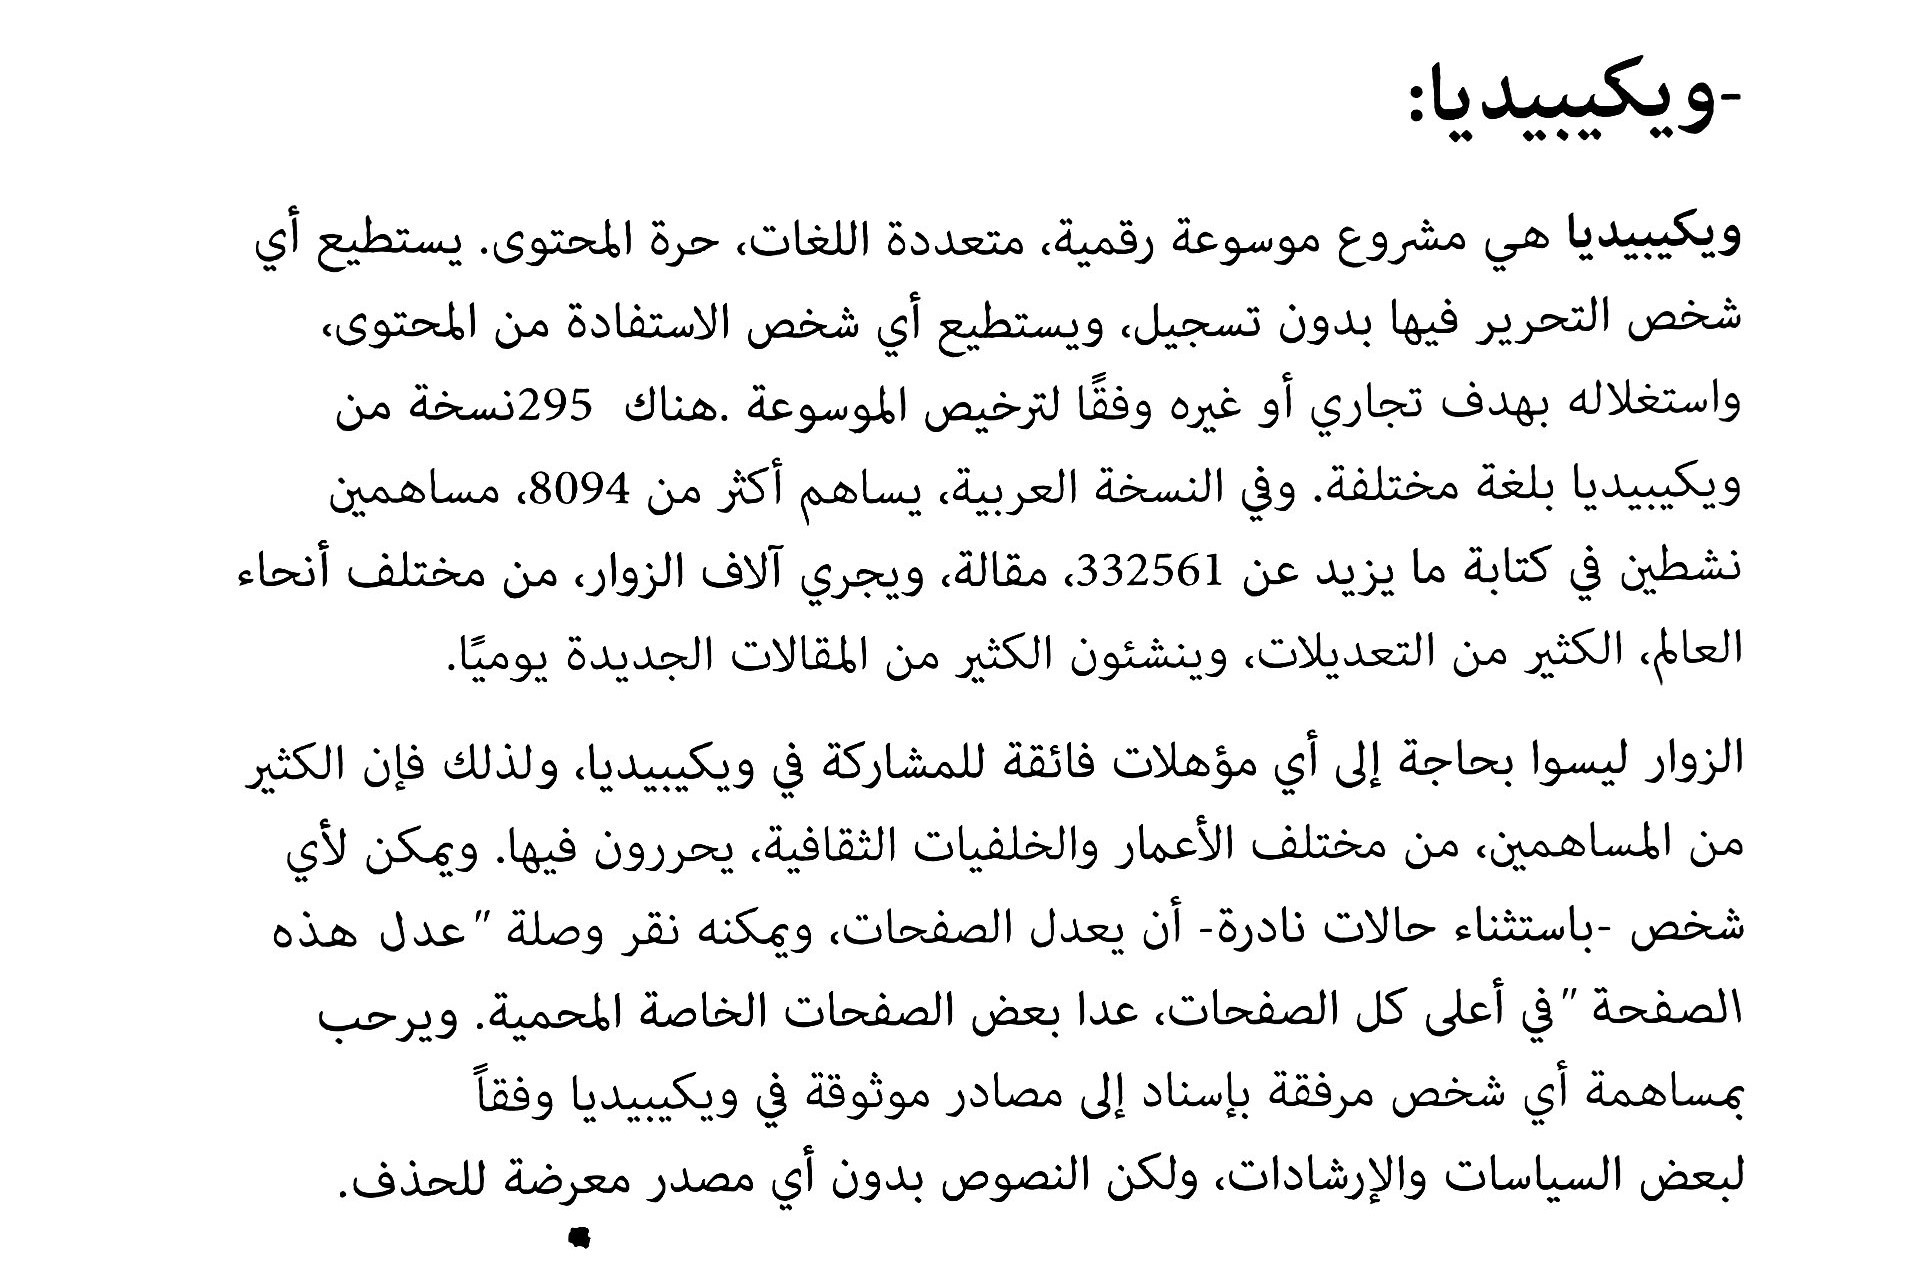 -ويكيبيديا:
ويكيبيديا هي مشروع موسوعة رقمية، متعددة اللغات، حرة المحتوى. يستطيع أي
شخص التحرير فيها بدون تسجيل، ويستطيع أي شخص الاستفادة من المحتوى،
واستغلاله بهدف تجاري أو غيره وفقًا لترخيص الموسوعة .هناك  295نسخة من
ويكيبيديا بلغة مختلفة. وفي النسخة العربية، يساهم أكثر من 8094، مساهمين
نشطين في كتابة ما يزيد عن 332561، مقالة، ويجري آلاف الزوار، من مختلف أنحاء
العالم، الكثير من التعديلات، وينشئون الكثير من المقالات الجديدة يوميًا.
الزوار ليسوا بحاجة إلى أي مؤهلات فائقة للمشاركة في ويكيبيديا، ولذلك فإن الكثير
من المساهمين، من مختلف الأعمار والخلفيات الثقافية، يحررون فيها. ويمكن لأي
شخص -باستثناء حالات نادرة- أن يعدل الصفحات، ويمكنه نقر وصلة "عدل هذه
الصفحة "في أعلى كل الصفحات، عدا بعض الصفحات الخاصة المحمية. ويرحب
بمساهمة أي شخص مرفقة بإسناد إلى مصادر موثوقة في ويكيبيديا وفقاً
لبعض السياسات والإرشادات، ولكن النصوص بدون أي مصدر معرضة للحذف.